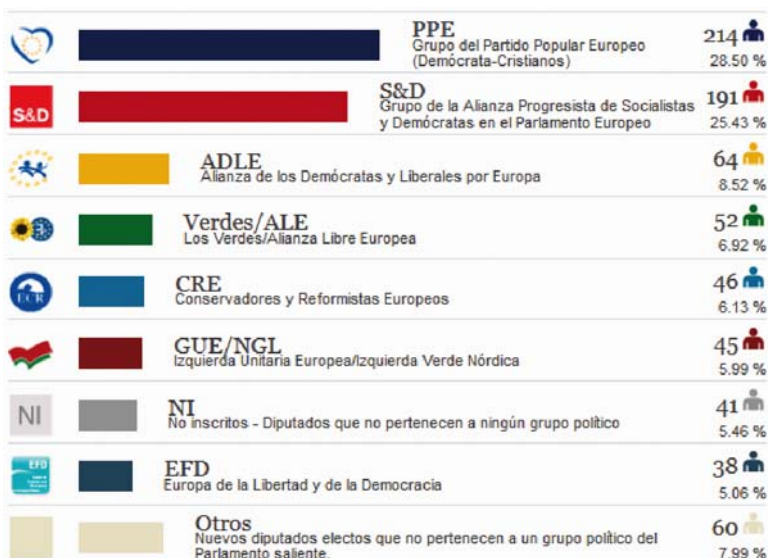 PPE
Grupo del Partido Popular Europeo
(Demócrata-Cristianos)
214
28.50 %
S&D
S&D
Grupo de la Alianza Progresista de Socialistas
y Demócratas en el Parlamento Europeo
191
25.43 %
ADLE
Alianza de los Demócratas y Liberales por Europa
64
8.52 %
Verdes/ALE
Los Verdes/Alianza Libre Europea
52
6.92 %
ECR
CRE
Conservadores y Reformistas Europeos
46
6.13 %
GUE/NGL
Izquierda Unitaria Europea/Izquierda Verde Nórdica
45
5.99 %
NI
NI
No inscritos - Diputados que no pertenecen a ningún grupo político
41
5.46 %
EFD
EFD
Europa de la Libertad y de la Democracia
38
5.06 %
Otros
Nuevos diputados electos que no pertenecen a un grupo político del
Parlamento saliente.
60
7.99 %